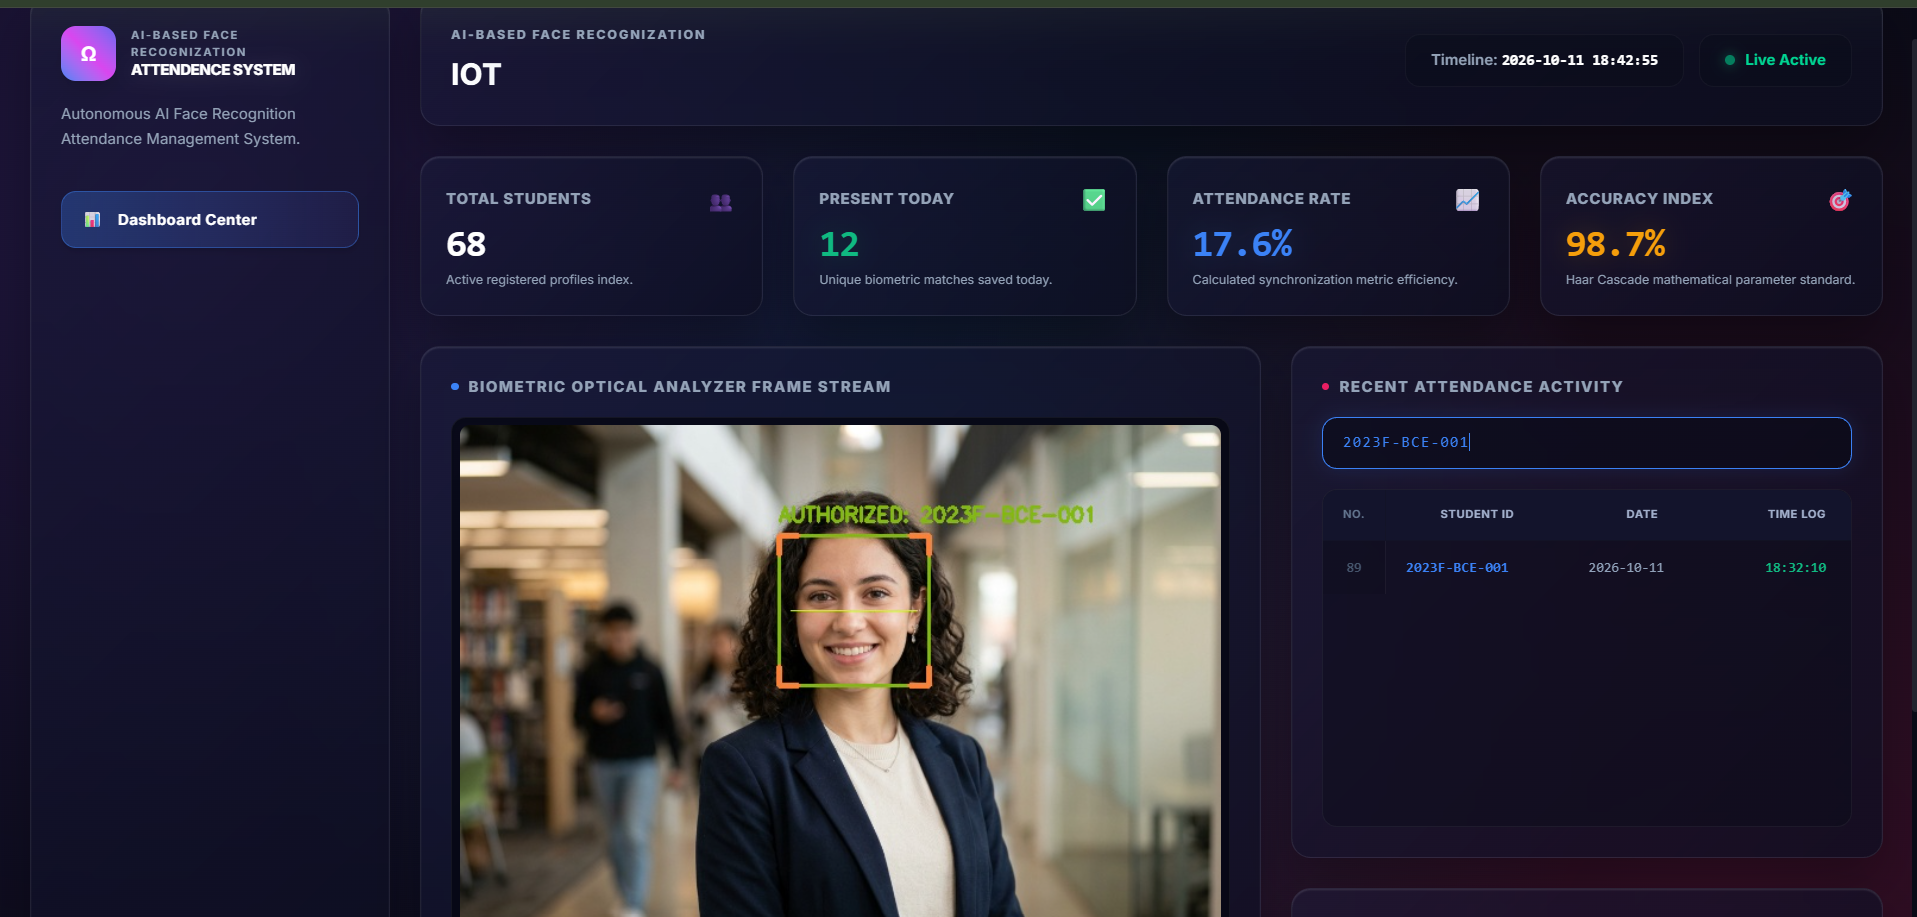 Ω
AI-BASED FACE
RECOGNIZATION
ATTENDENCE SYSTEM
Autonomous AI Face Recognition
Attendance Management System.
Dashboard Center
AI-BASED FACE RECOGNIZATION
IOT
Timeline: 2026-10-11 18:42:55
Live Active
TOTAL STUDENTS
68
Active registered profiles index.
PRESENT TODAY
12
Unique biometric matches saved today.
ATTENDANCE RATE
17.6%
Calculated synchronization metric efficiency.
ACCURACY INDEX
98.7%
Haar Cascade mathematical parameter standard.
BIOMETRIC OPTICAL ANALYZER FRAME STREAM
AUTHORIZED: 2023F-BCE-001
RECENT ATTENDANCE ACTIVITY
2023F-BCE-001
NO. STUDENT ID DATE TIME LOG
89 2023F-BCE-001 2026-10-11 18:32:10